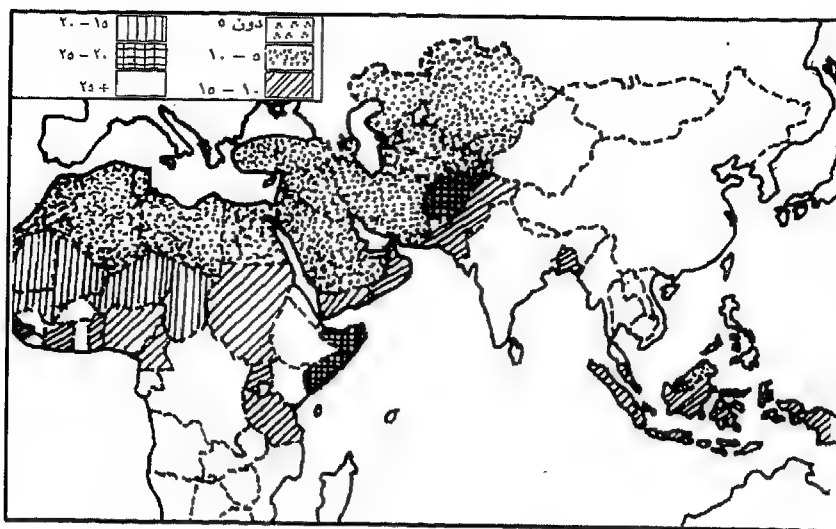 دون ٥ ١٥ – ٢٠
٥ – ١٠ ٢٠ – ٢٥
١٠ – ١٥ +٢٥